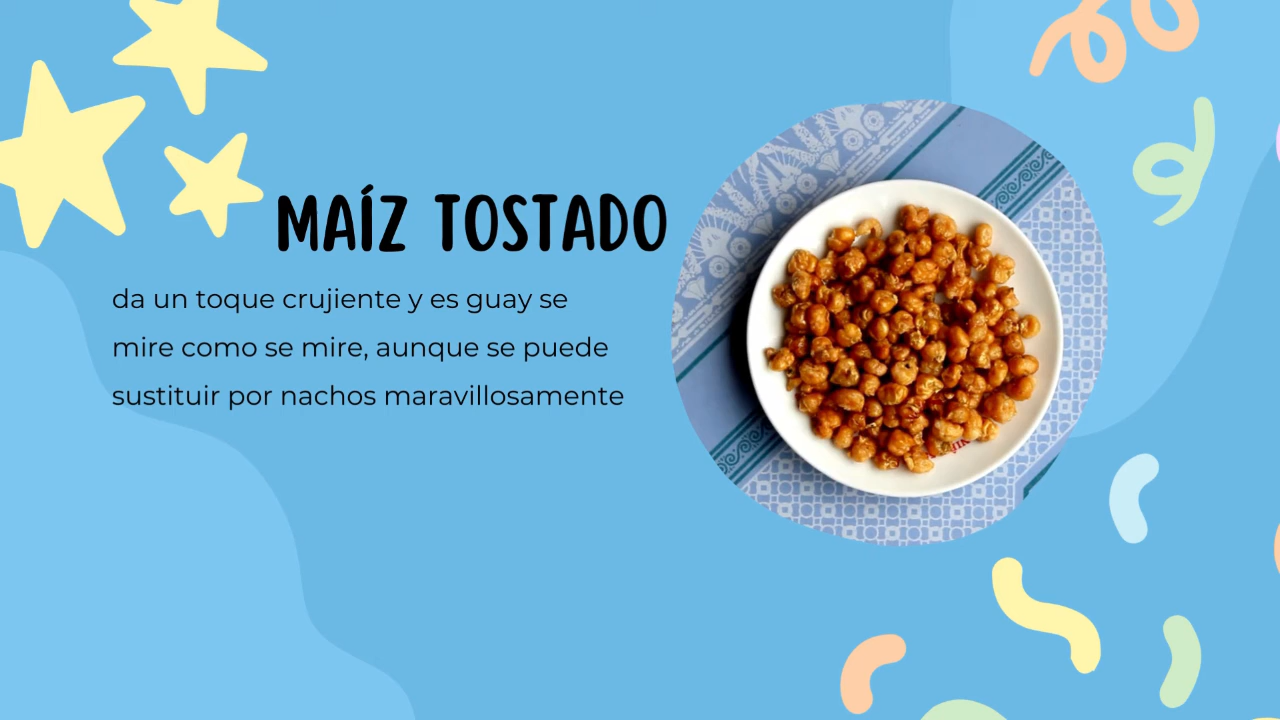 MAÍZ TOSTADO
da un toque crujiente y es guay se
mire como se mire, aunque se puede
sustituir por nachos maravillosamente